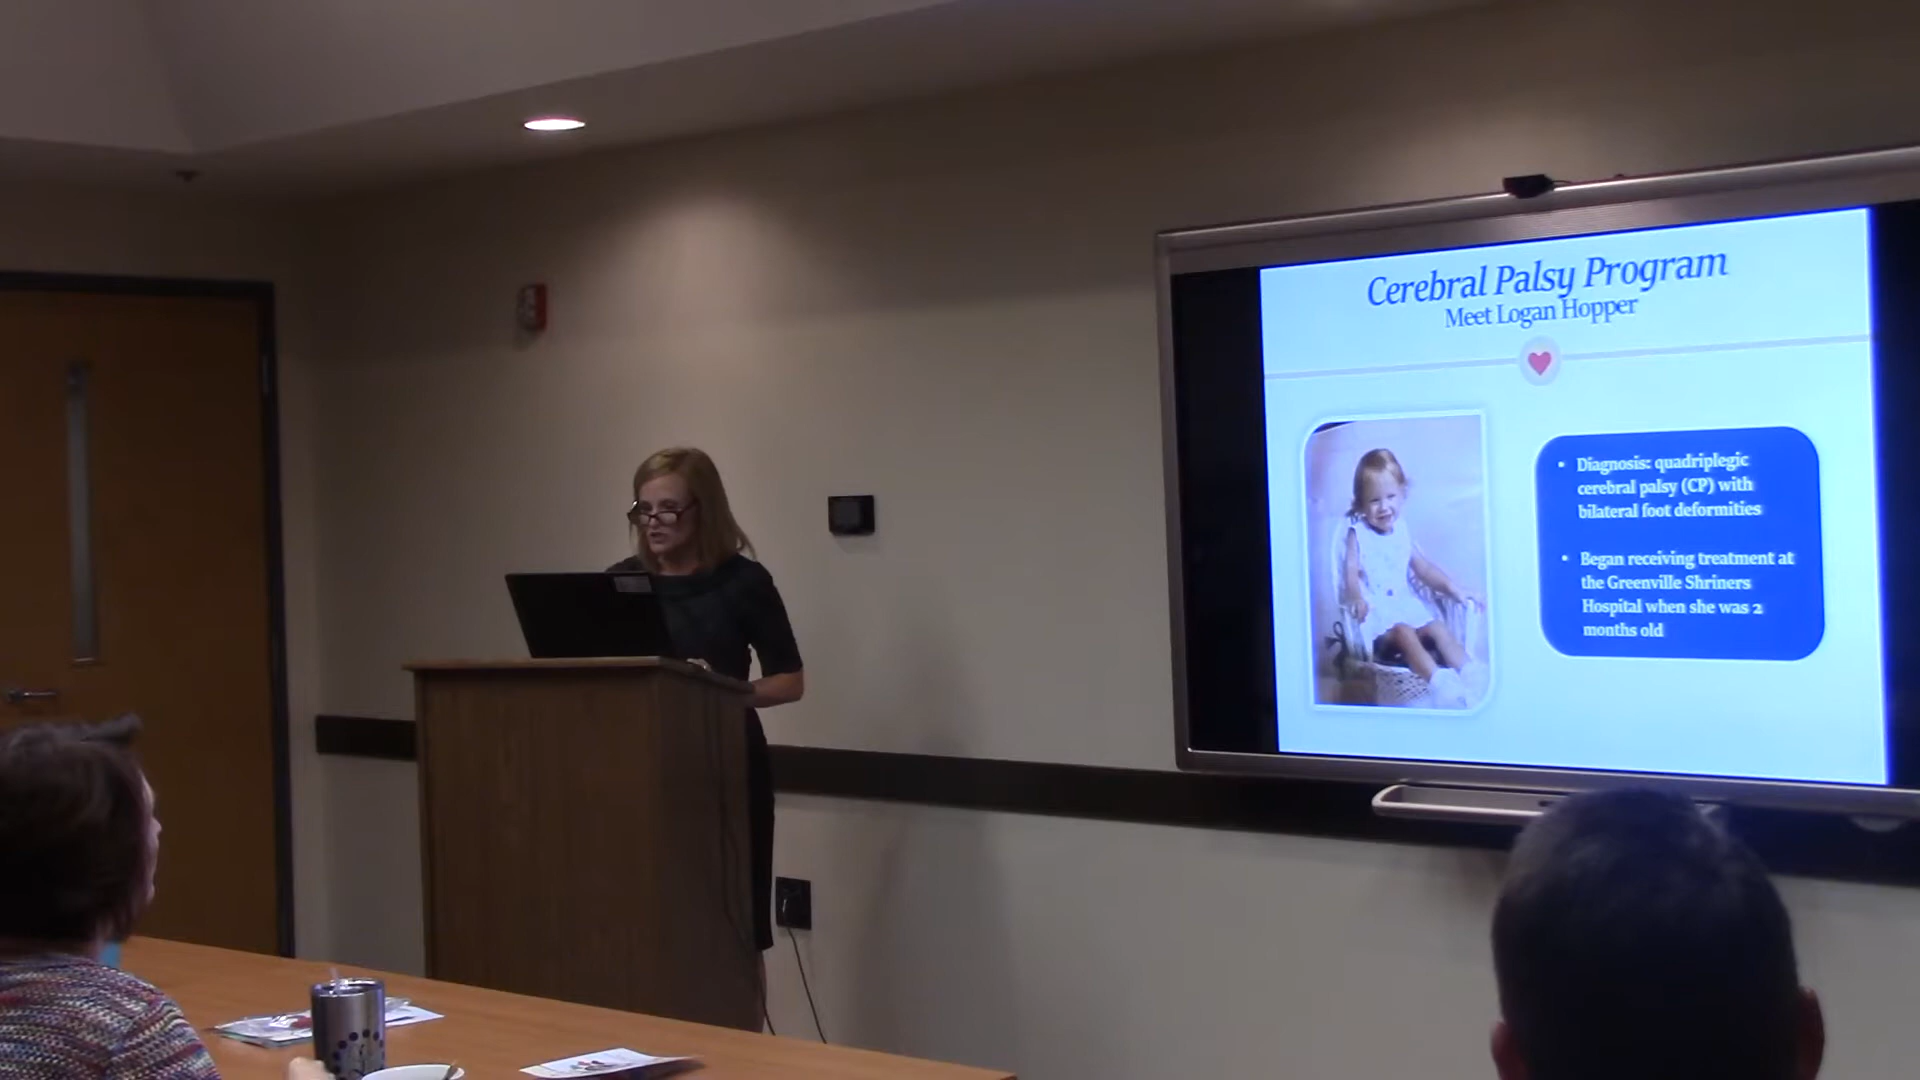 Cerebral Palsy Program
Meet Logan Hopper
• Diagnosis: quadriplegic
cerebral palsy (CP) with
bilateral foot deformities
• Began receiving treatment at
the Greenville Shriners
Hospital when she was 2
months old